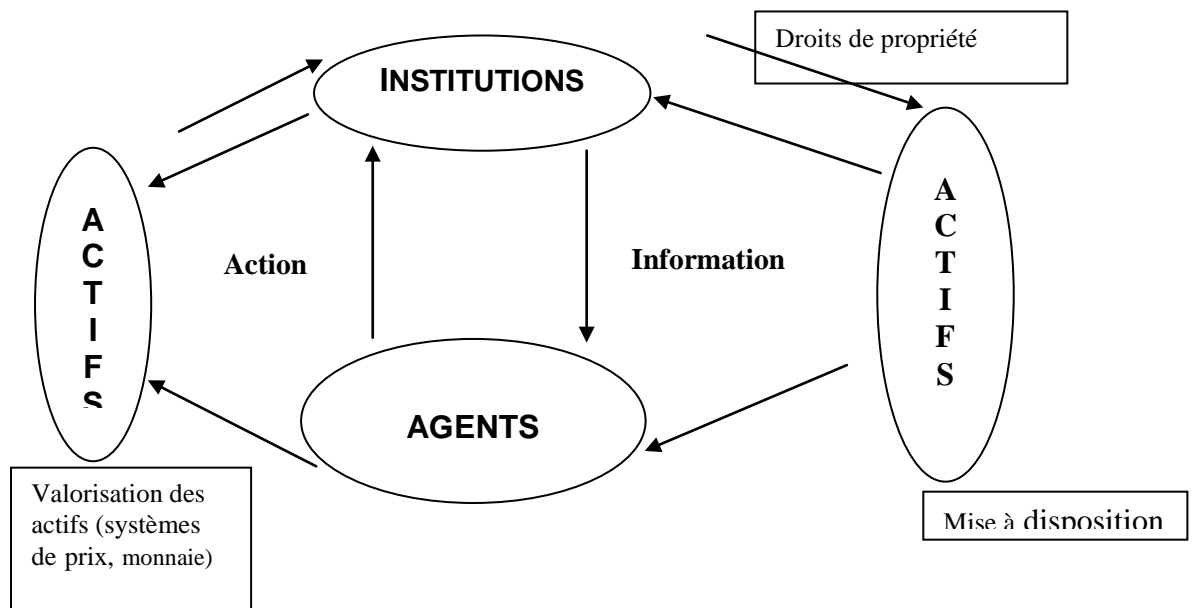 Droits de propriété
INSTITUTIONS
A
C
T
I
F
S
A
C
T
I
F
S
Action
Information
AGENTS
Valorisation des
actifs (systèmes
de prix, monnaie)
Mise à disposition